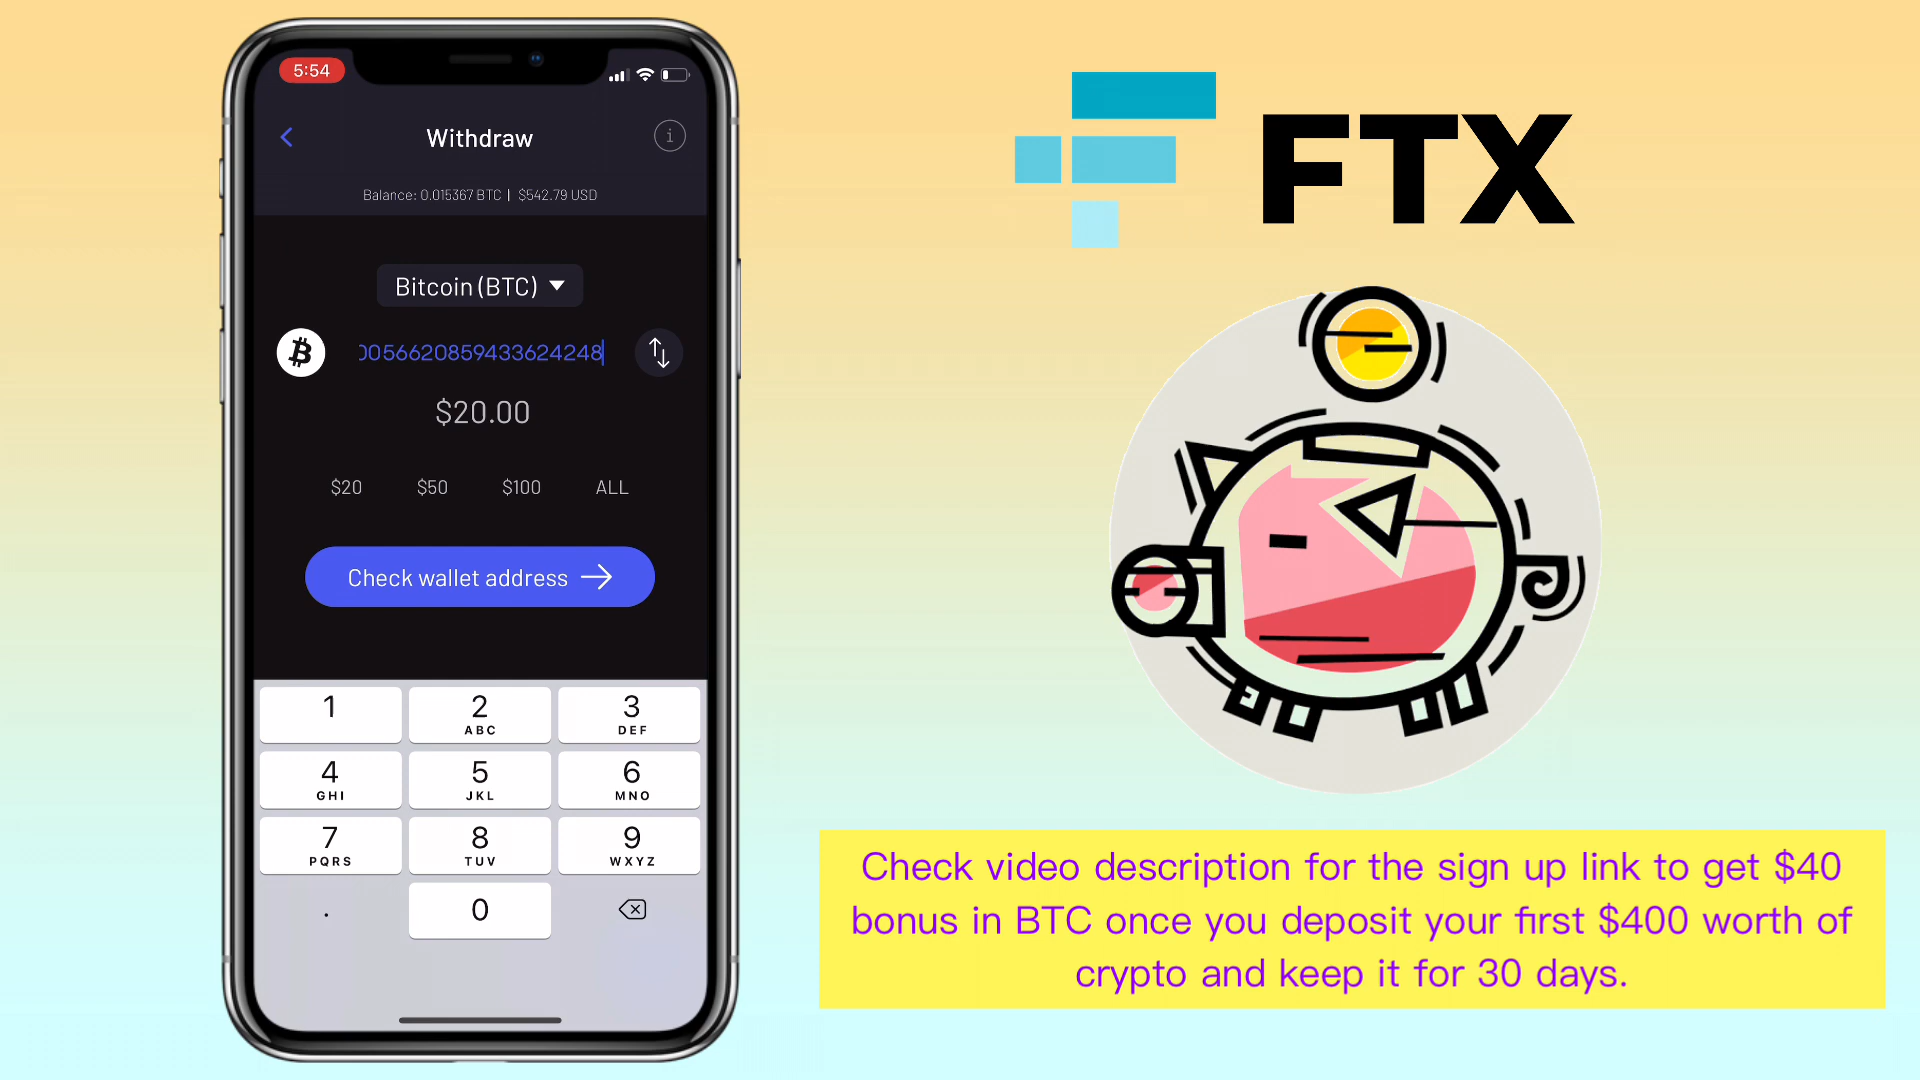 5:54
Withdraw
i
Balance: 0.015367 BTC | $542.79 USD
Bitcoin (BTC)
00566208594336242​48
$20.00
$20 $50 $100 ALL
Check wallet address
1 2 3
ABC DEF
4 5 6
GHI JKL MNO
7 8 9
PQRS TUV WXYZ
. 0
FTX
Check video description for the sign up link to get $40
bonus in BTC once you deposit your first $400 worth of
crypto and keep it for 30 days.